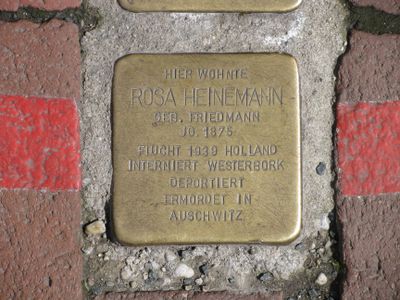 HIER WOHNTE
ROSA HEINEMANN
GEB. FRIEDMANN
JG. 1875
FLUCHT 1939 HOLLAND
INTERNIERT WESTERBORK
DEPORTIERT
ERMORDET IN
AUSCHWITZ